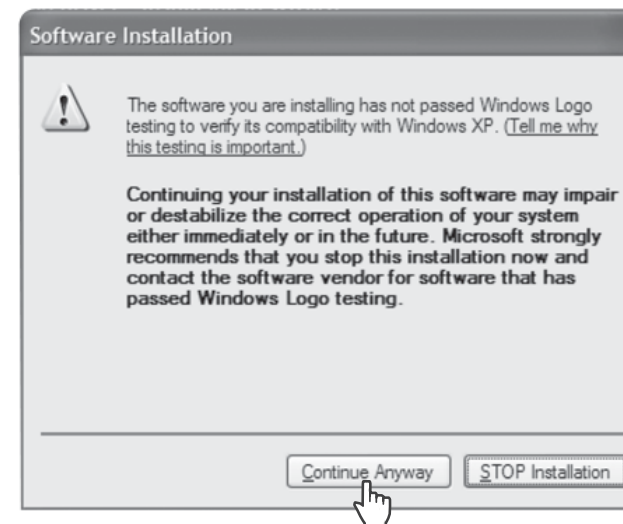 Software Installation
The software you are installing has not passed Windows Logo
testing to verify its compatibility with Windows XP. (Tell me why
this testing is important.)
Continuing your installation of this software may impair
or destabilize the correct operation of your system
either immediately or in the future. Microsoft strongly
recommends that you stop this installation now and
contact the software vendor for software that has
passed Windows Logo testing.
Continue Anyway STOP Installation